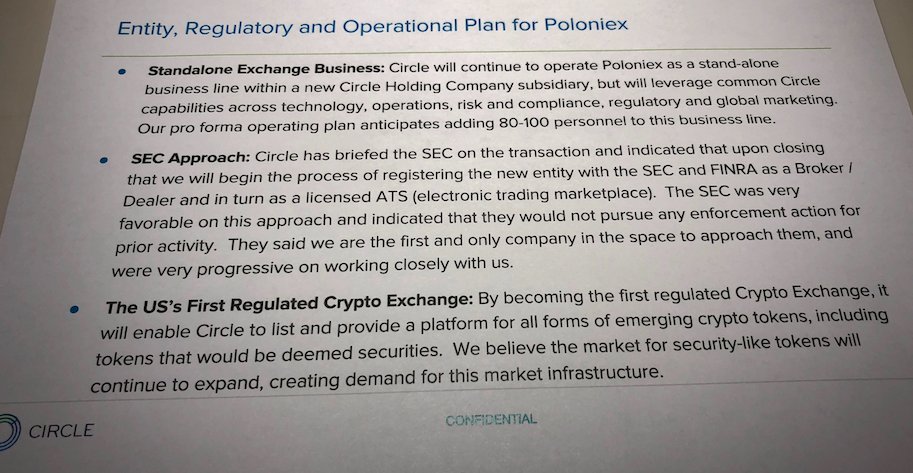 Entity, Regulatory and Operational Plan for Poloniex
• Standalone Exchange Business: Circle will continue to operate Poloniex as a stand-alone
business line within a new Circle Holding Company subsidiary, but will leverage common Circle
capabilities across technology, operations, risk and compliance, regulatory and global marketing.
Our pro forma operating plan anticipates adding 80-100 personnel to this business line.
• SEC Approach: Circle has briefed the SEC on the transaction and indicated that upon closing
that we will begin the process of registering the new entity with the SEC and FINRA as a Broker /
Dealer and in turn as a licensed ATS (electronic trading marketplace). The SEC was very
favorable on this approach and indicated that they would not pursue any enforcement action for
prior activity. They said we are the first and only company in the space to approach them, and
were very progressive on working closely with us.
• The US's First Regulated Crypto Exchange: By becoming the first regulated Crypto Exchange, it
will enable Circle to list and provide a platform for all forms of emerging crypto tokens, including
tokens that would be deemed securities. We believe the market for security-like tokens will
continue to expand, creating demand for this market infrastructure.
CIRCLE
CONFIDENTIAL